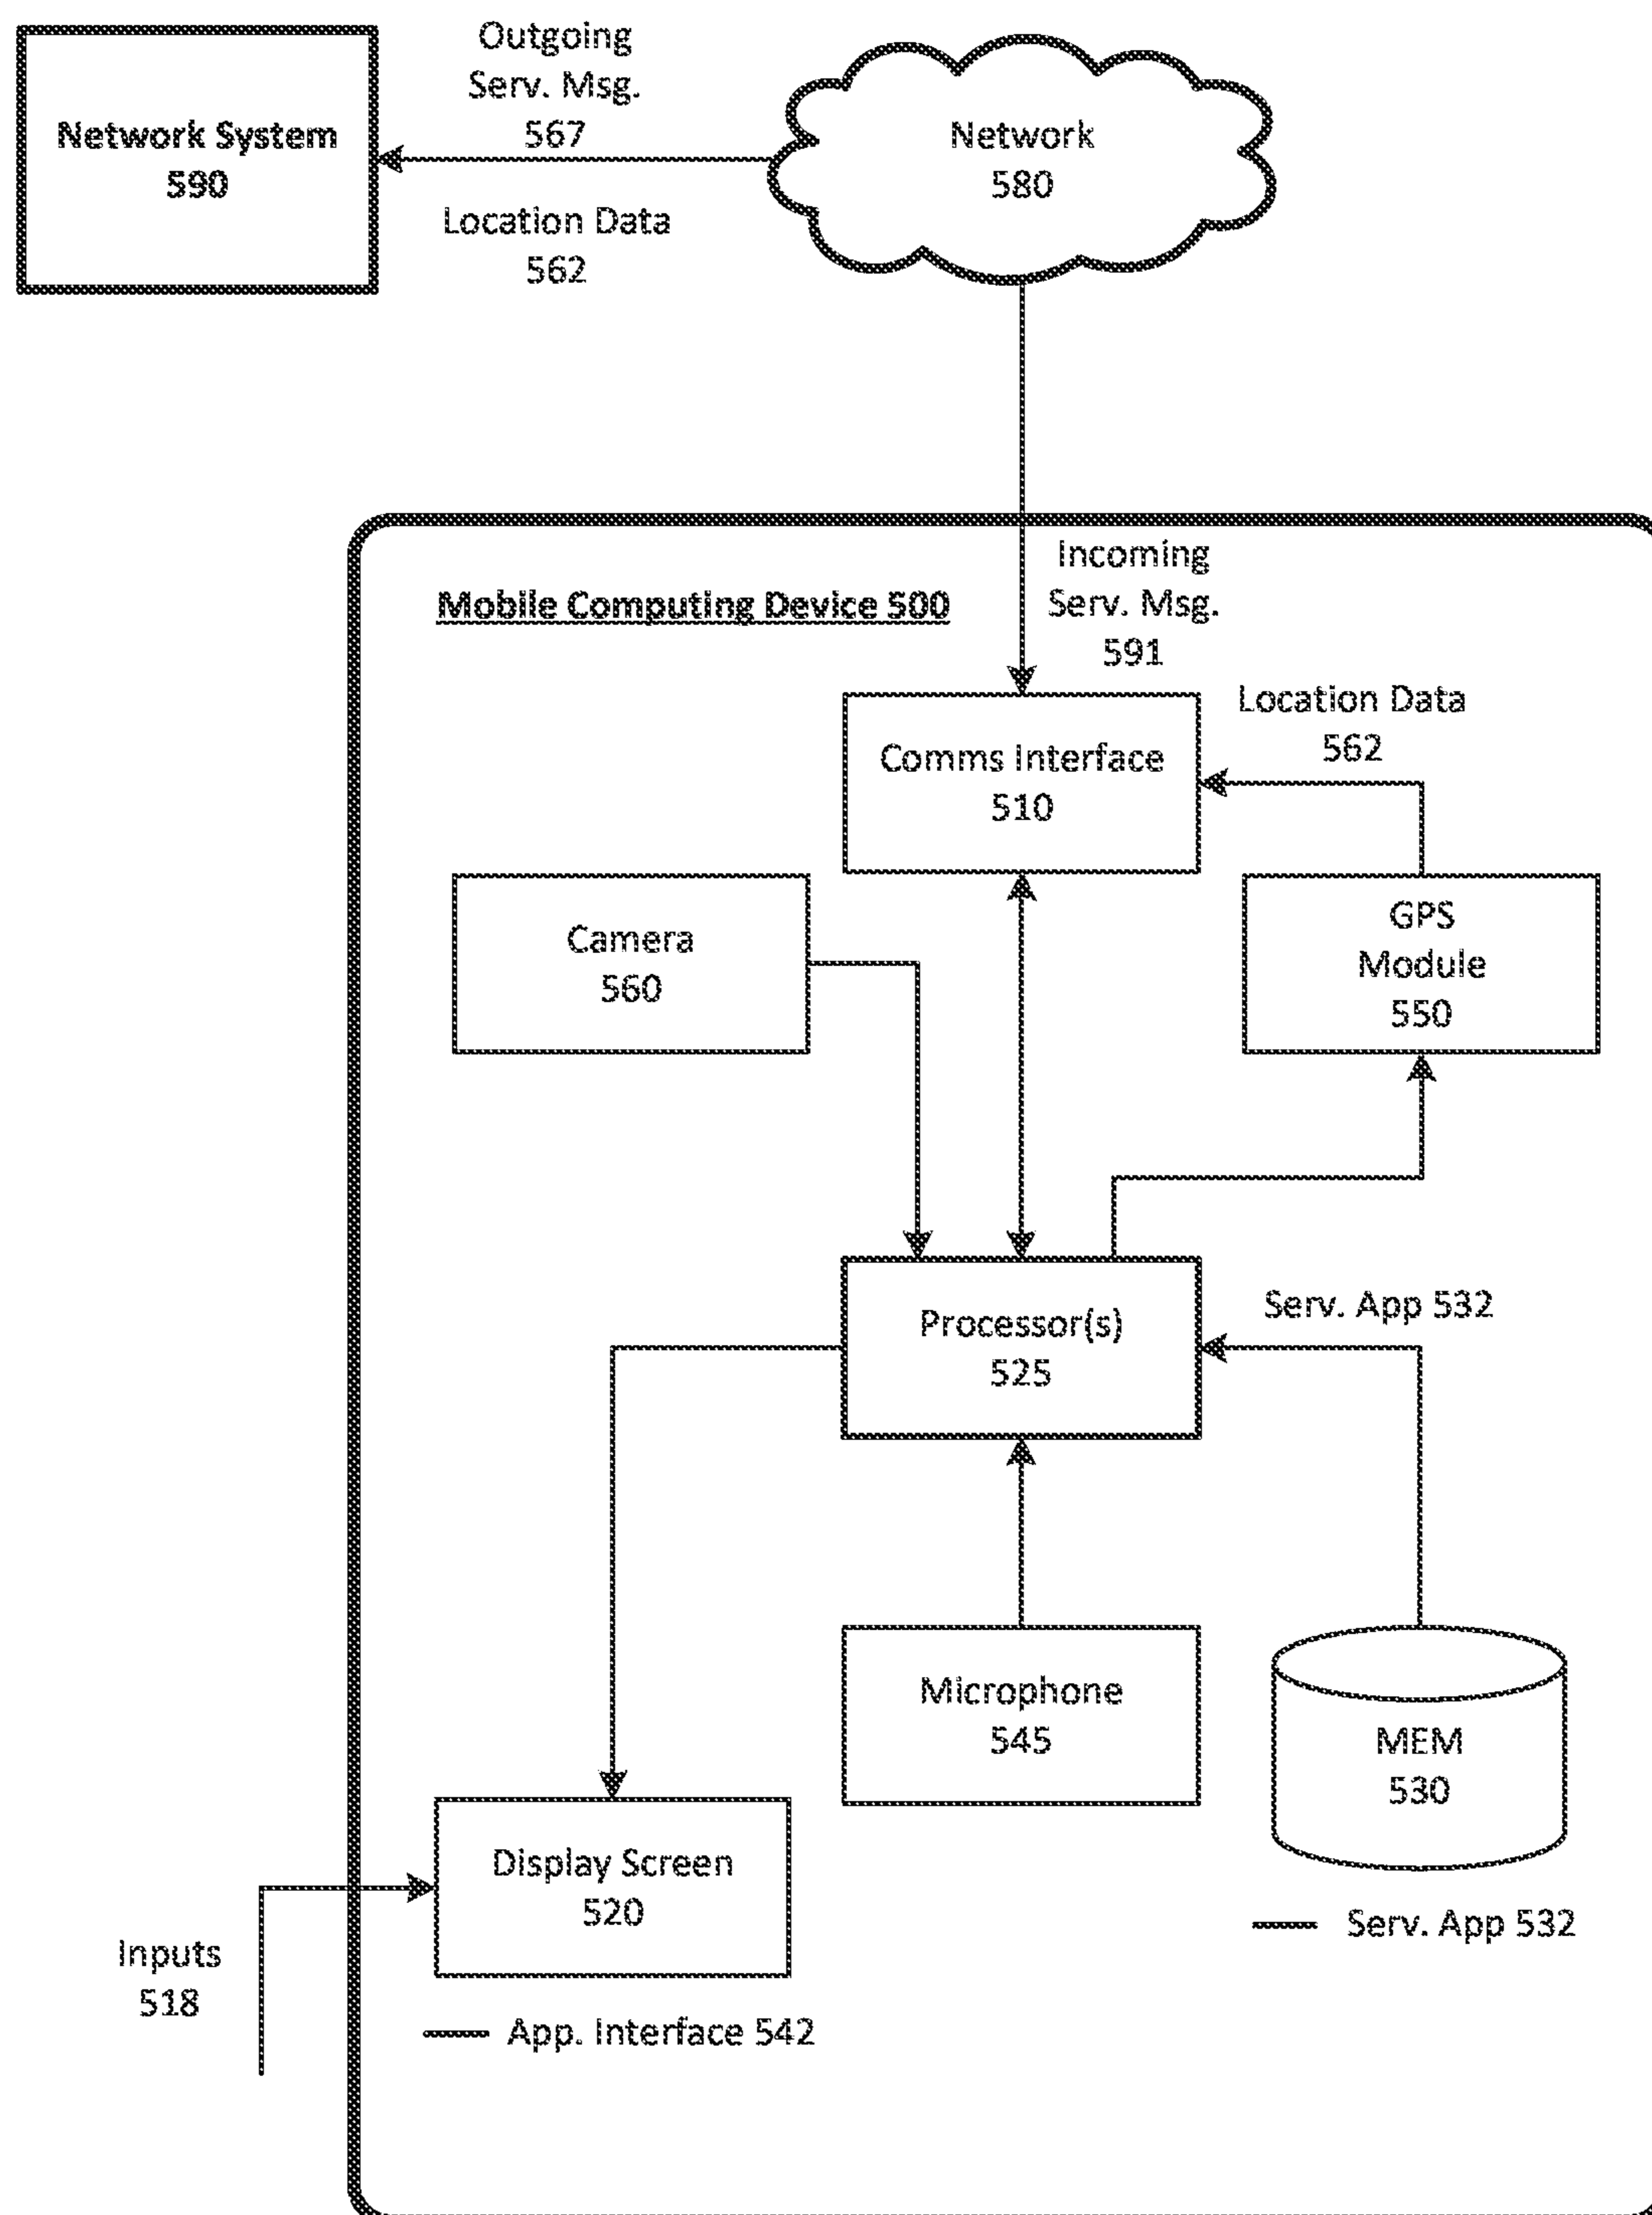 Outgoing
Serv. Msg.
567
Network System
590
Network
580
Location Data
562
Mobile Computing Device 500
Incoming
Serv. Msg.
591
Location Data
562
Comms Interface
510
Camera
560
GPS
Module
550
Serv. App 532
Processor(s)
525
Microphone
545
MEM
530
Display Screen
520
Serv. App 532
Inputs
518
App. Interface 542